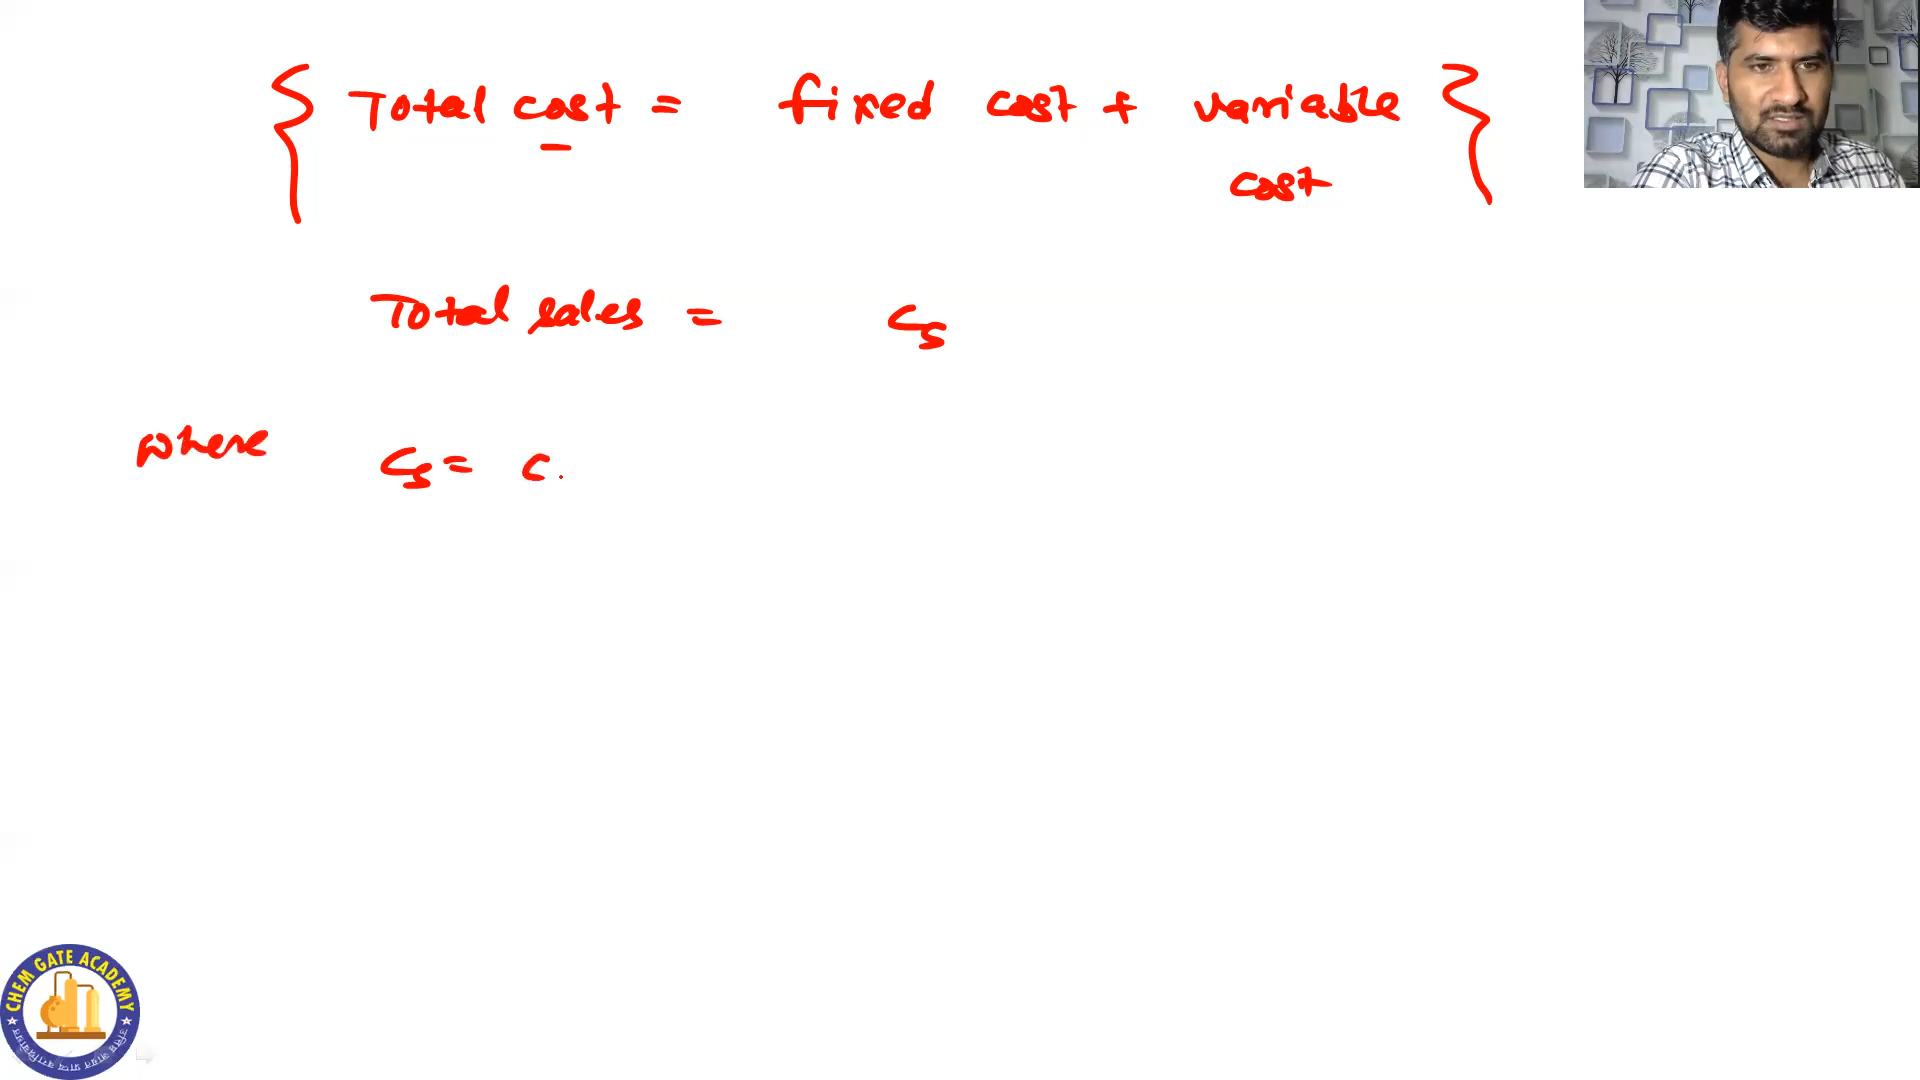 { Total cost = fixed cost + variable }
cost
Total sales = Cs
where Cs = C
CHEM GATE ACADEMY